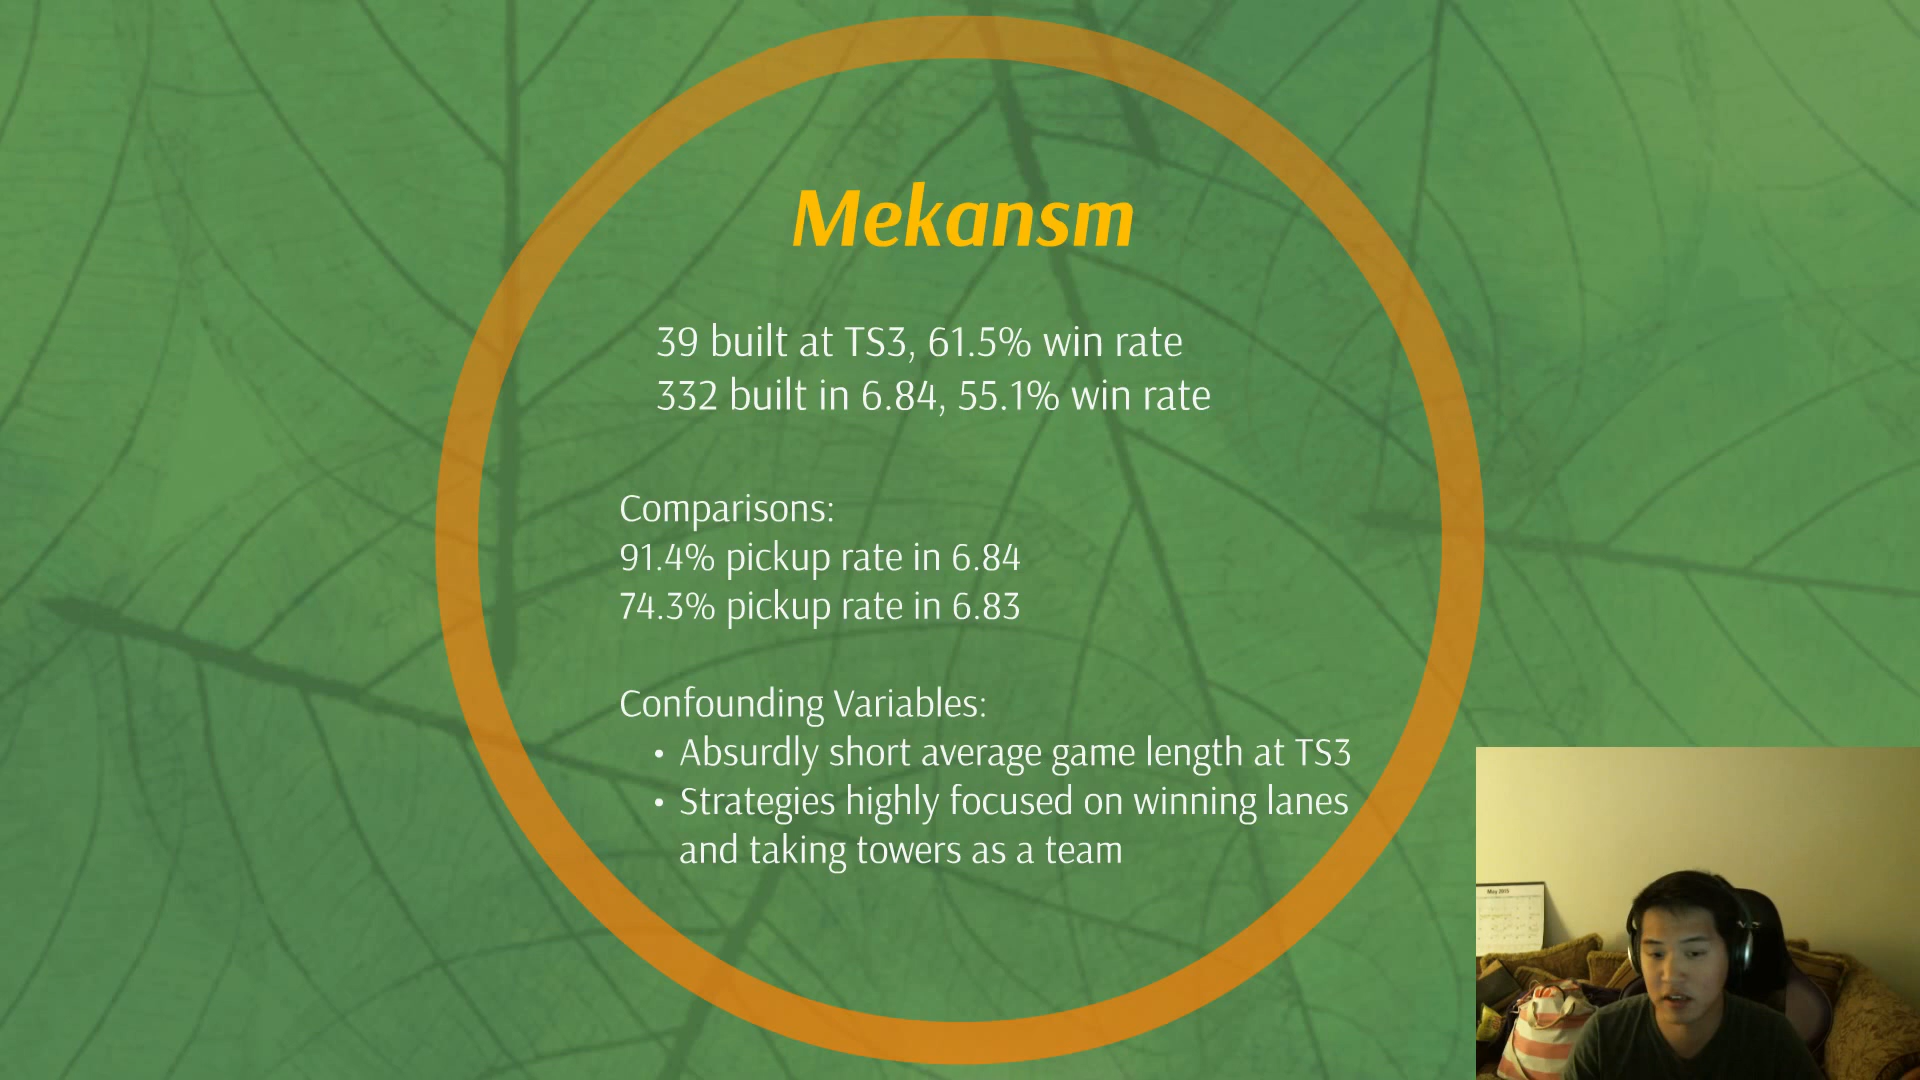 Mekansm
39 built at TS3, 61.5% win rate
332 built in 6.84, 55.1% win rate
Comparisons:
91.4% pickup rate in 6.84
74.3% pickup rate in 6.83
Confounding Variables:
• Absurdly short average game length at TS3
• Strategies highly focused on winning lanes
and taking towers as a team
May 2015